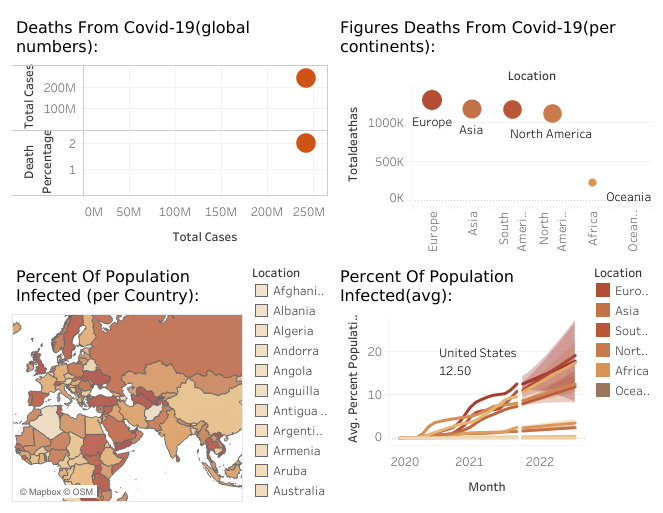 Deaths From Covid-19(global
numbers):
Total Cases
200M
100M
Death
Percentage
2
1
0M 50M 100M 150M 200M 250M
Total Cases
Figures Deaths From Covid-19(per
continents):
Location
Totaldeathas
1000K
500K
0K
Europe
Asia
North America
Oceania
Europe
Asia
South
Ameri..
North
Ameri..
Africa
Ocean..
Percent Of Population
Infected (per Country):
Location
Afghani..
Albania
Algeria
Andorra
Angola
Anguilla
Antigua ..
Argenti..
Armenia
Aruba
Australia
© Mapbox © OSM
Percent Of Population
Infected(avg):
Avg. Percent Populati..
20
10
0
United States
12.50
2020 2021 2022
Month
Location
Euro..
Asia
Sout..
Nort..
Africa
Ocea..